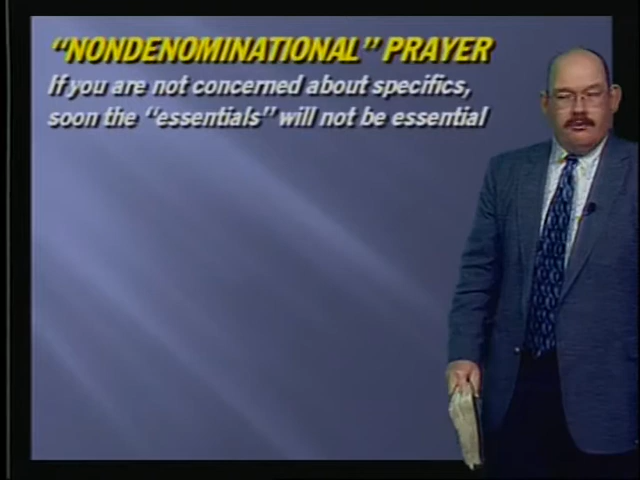 "NONDENOMINATIONAL" PRAYER
If you are not concerned about specifics,
soon the "essentials" will not be essential